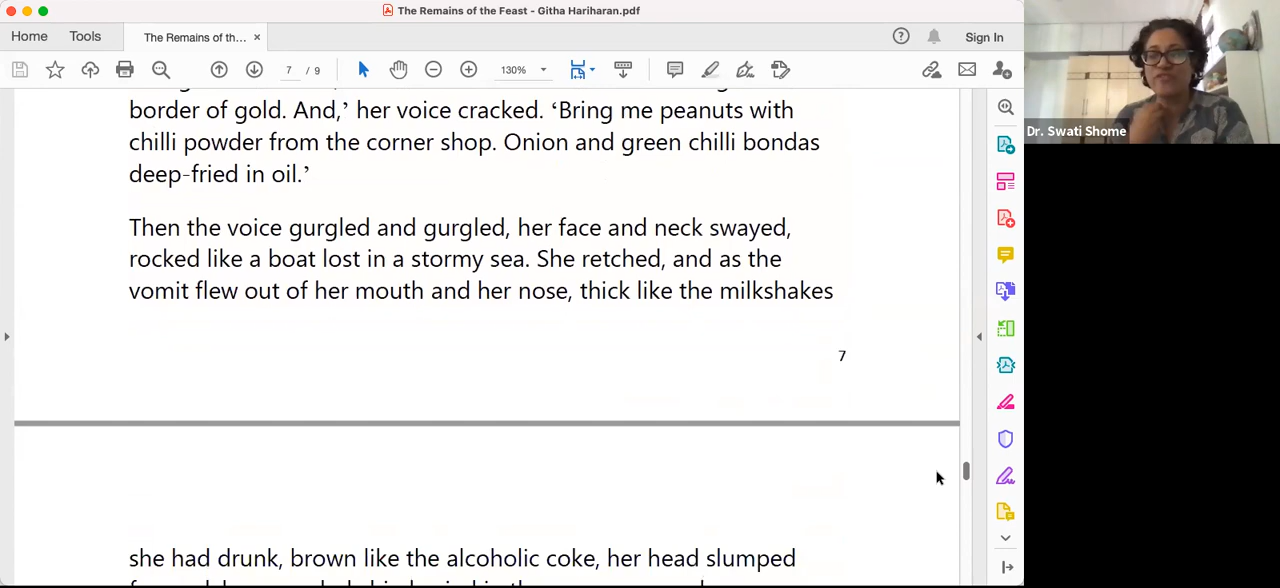 The Remains of the Feast - Githa Hariharan.pdf
Home Tools The Remains of th... × Sign In
7 / 9 130%
border of gold. And,’ her voice cracked. ‘Bring me peanuts with
chilli powder from the corner shop. Onion and green chilli bondas
deep-fried in oil.’
Then the voice gurgled and gurgled, her face and neck swayed,
rocked like a boat lost in a stormy sea. She retched, and as the
vomit flew out of her mouth and her nose, thick like the milkshakes
7
she had drunk, brown like the alcoholic coke, her head slumped
Dr. Swati Shome